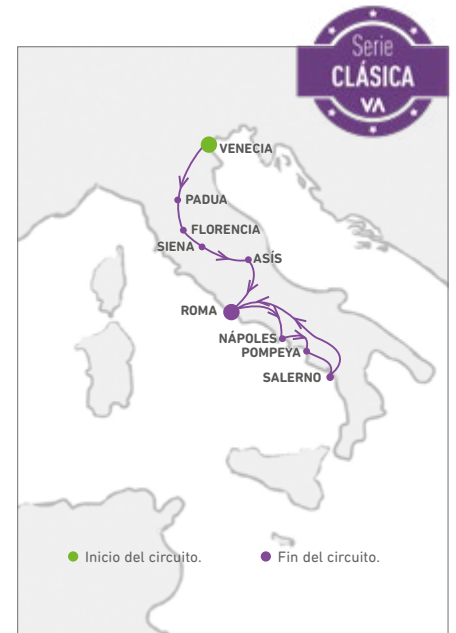 Serie
CLÁSICA
VA
VENECIA
PADUA
FLORENCIA
SIENA
ASÍS
ROMA
NÁPOLES
POMPEYA
SALERNO
Inicio del circuito.
Fin del circuito.